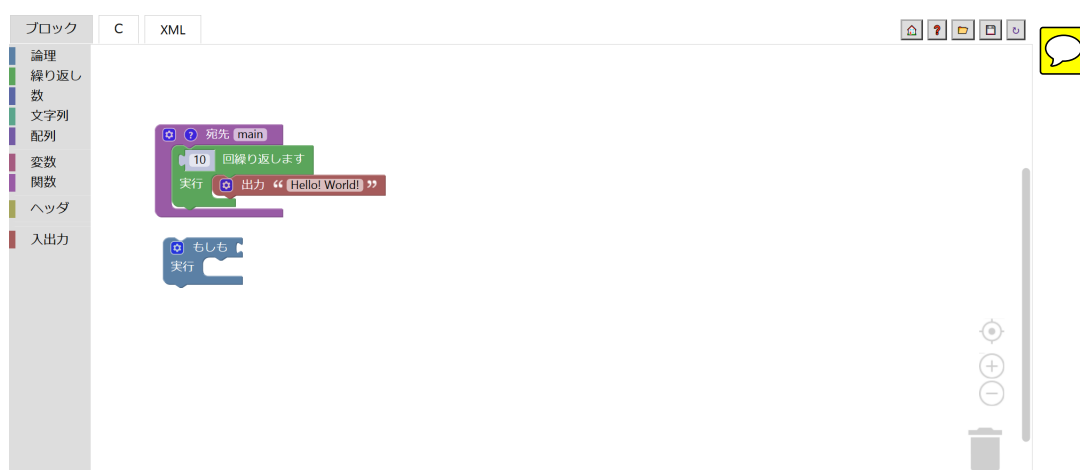 ブロック C XML
論理
繰り返し
数
文字列
配列
変数
関数
ヘッダ
入出力
? 宛先 main
10 回繰り返します
実行 出力 “ Hello! World! ”
もしも
実行